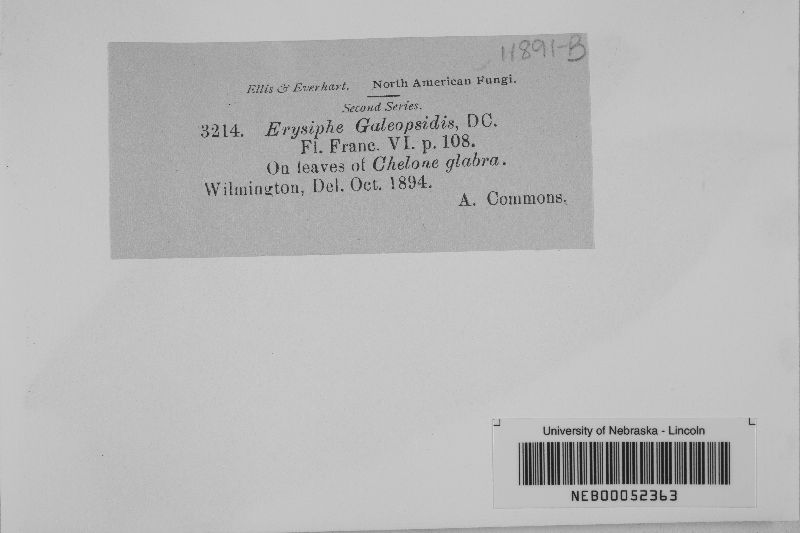 11891-B
Ellis & Everhart. North American Fungi.
Second Series.
3214. Erysiphe Galeopsidis, DC.
Fl. Franc. VI. p. 108.
On leaves of Chelone glabra.
Wilmington, Del. Oct. 1894.
A. Commons.
University of Nebraska - Lincoln
NEB00052363